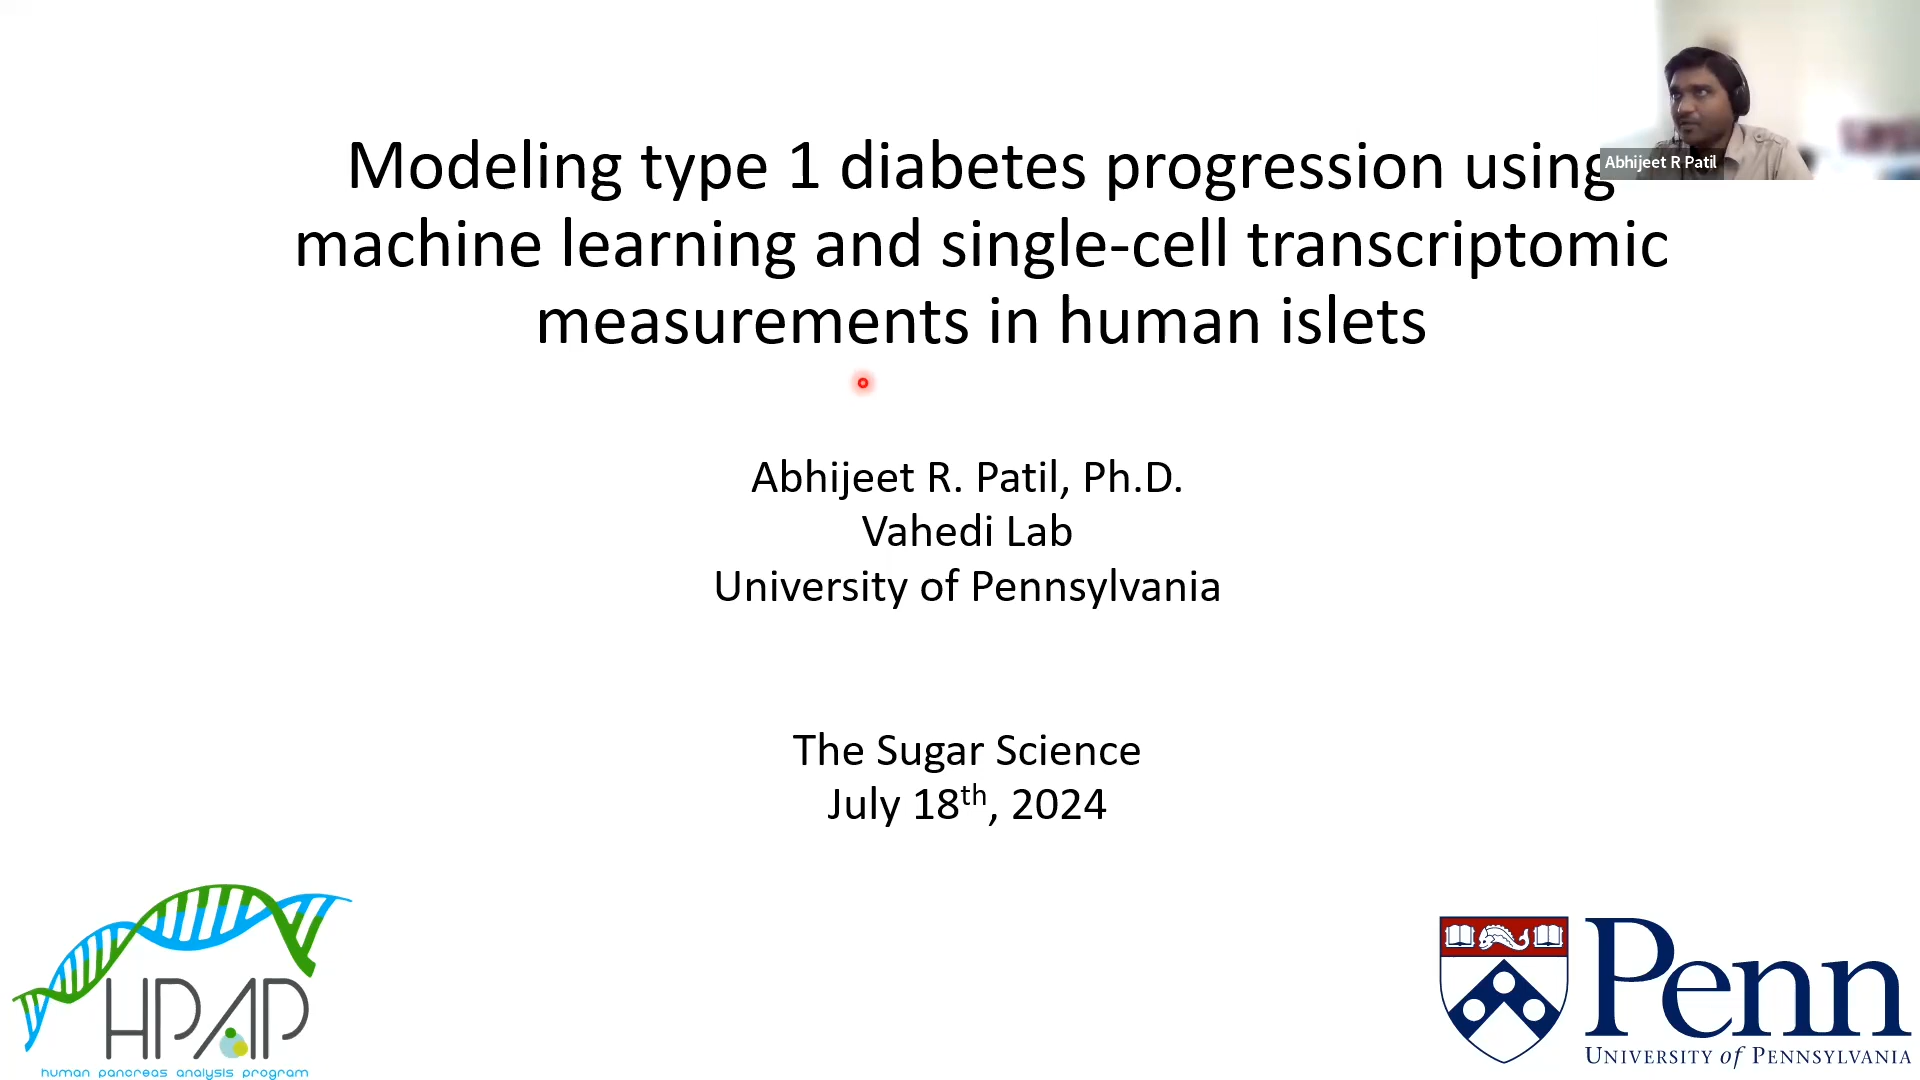 Modeling type 1 diabetes progression using
machine learning and single-cell transcriptomic
measurements in human islets
Abhijeet R Patil
Abhijeet R. Patil, Ph.D.
Vahedi Lab
University of Pennsylvania
The Sugar Science
July 18th, 2024
HPAP
human pancreas analysis program
Penn
UNIVERSITY of PENNSYLVANIA